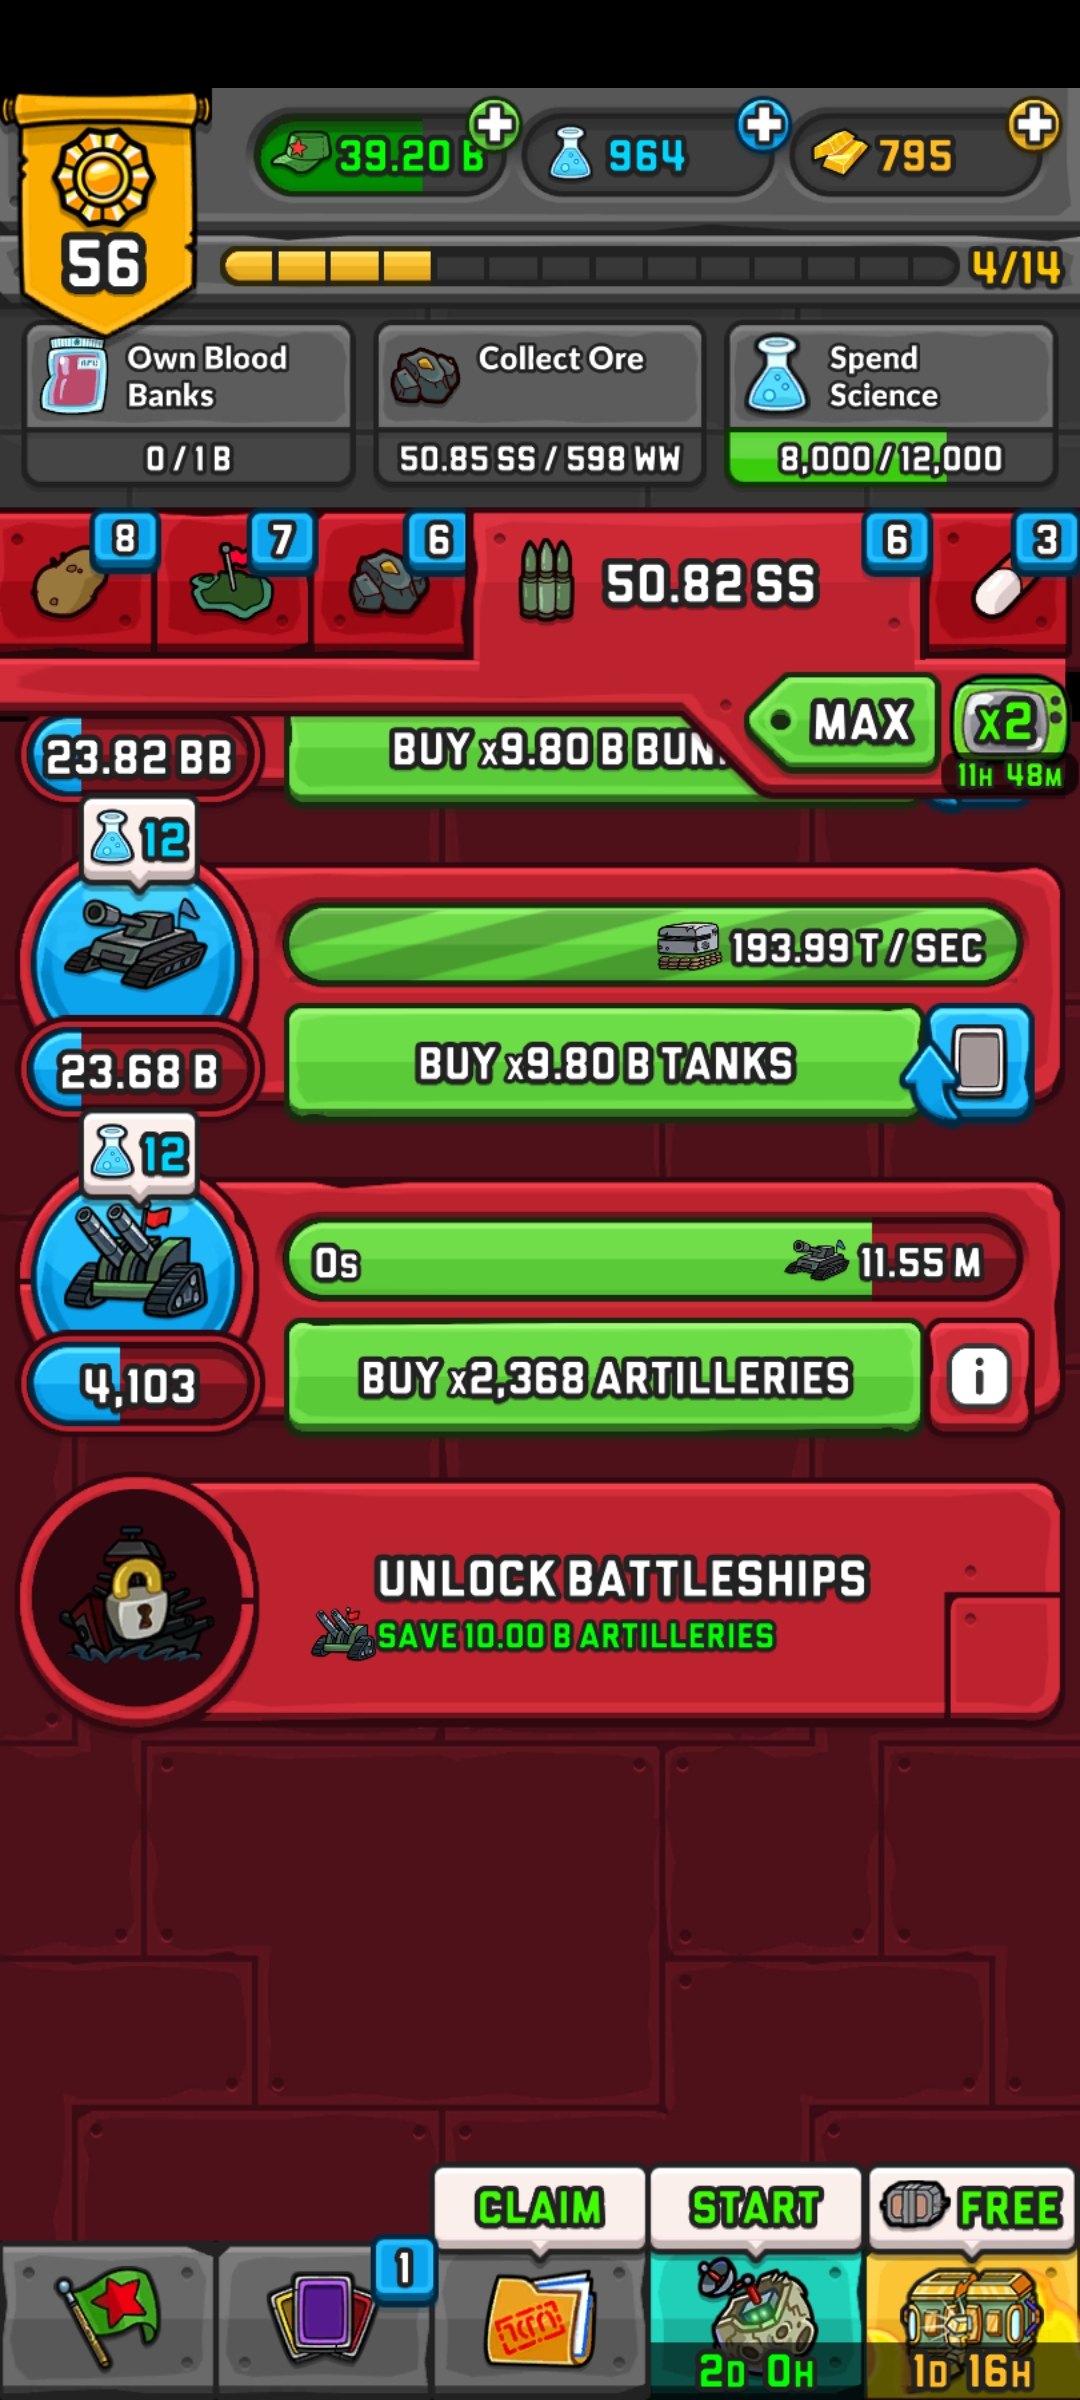 56
39.20 B
964
795
4/14
Own Blood
Banks
0 / 1 B
Collect Ore
50.85 SS / 598 WW
Spend
Science
8,000 / 12,000
8
7
6
50.82 SS
6
3
MAX
x2
11H 48M
23.82 BB
BUY x9.80 B BUN
12
193.99 T / SEC
23.68 B
BUY x9.80 B TANKS
12
0s
11.55 M
4,103
BUY x2,368 ARTILLERIES
i
UNLOCK BATTLESHIPS
SAVE 10.00 B ARTILLERIES
CLAIM
START
FREE
1
2D 0H
1D 16H